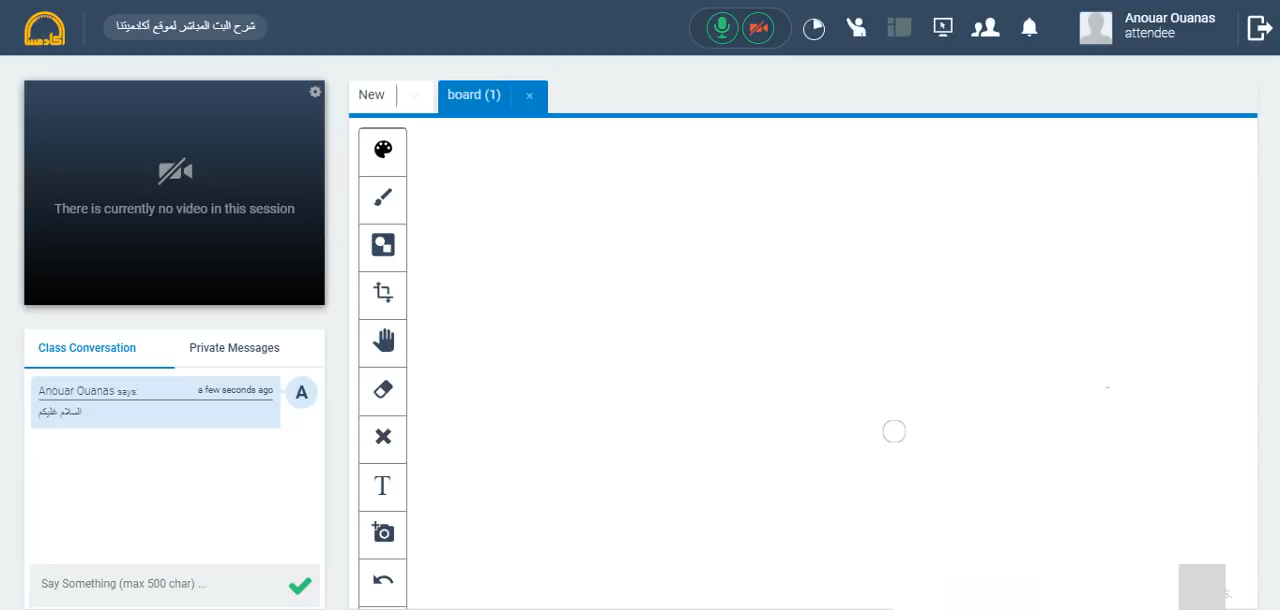 أكاديمتنا
شرح البث المباشر لموقع أكاديميتنا
Anouar Ouanas
attendee
There is currently no video in this session
New
board (1)
×
Class Conversation
Private Messages
Anouar Ouanas says:
a few seconds ago
A
السلام عليكم
T
Say Something (max 500 char) ...